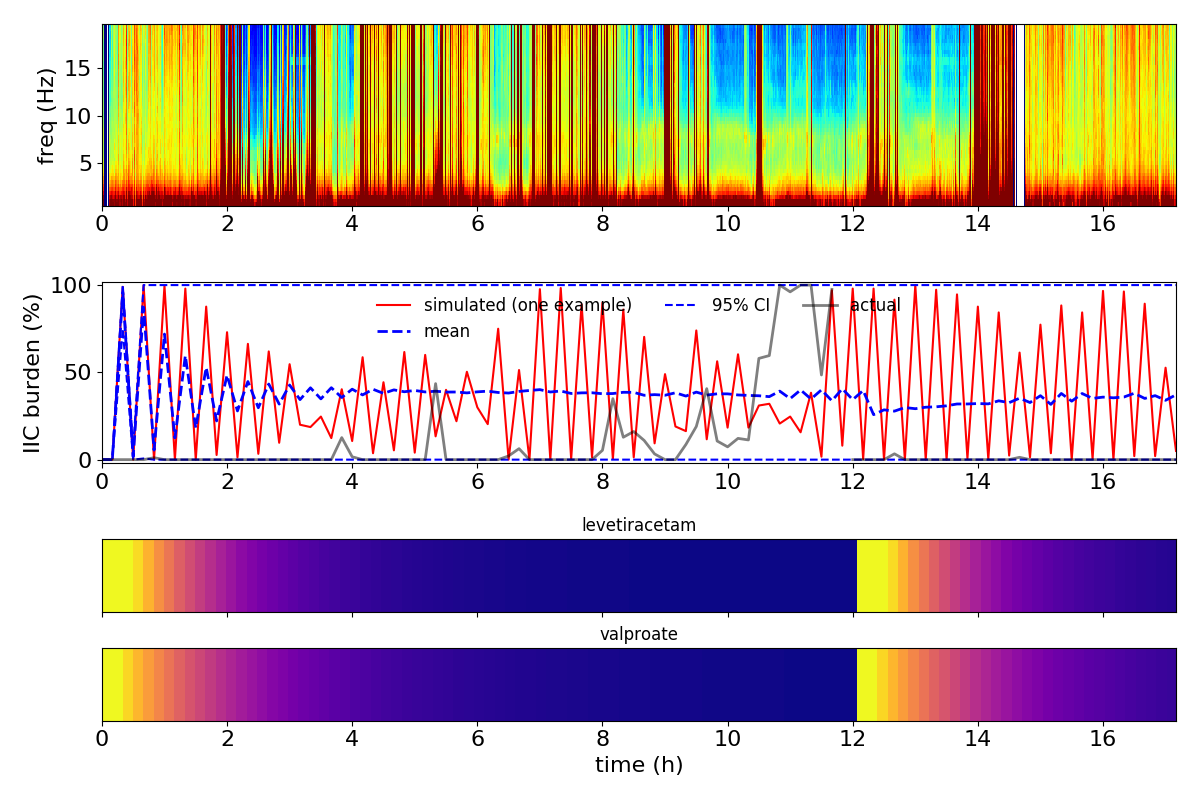 freq (Hz)
15
10
5
0 2 4 6 8 10 12 14 16
IIC burden (%)
100
50
0
simulated (one example) 95% CI actual
mean
0 2 4 6 8 10 12 14 16
levetiracetam
valproate
0 2 4 6 8 10 12 14 16
time (h)